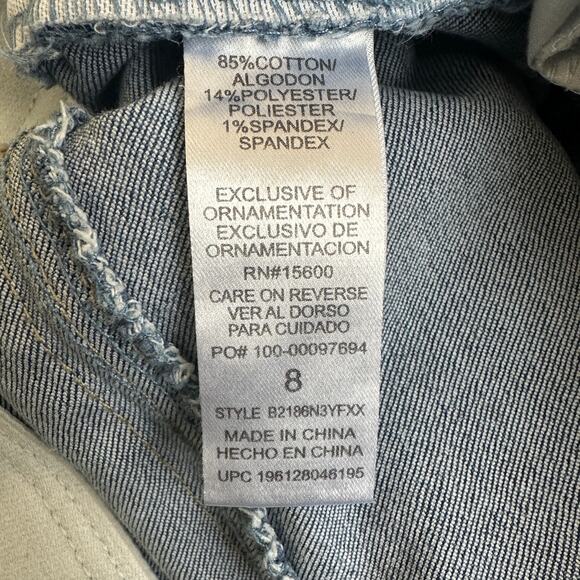 85%COTTON/
ALGODON
14%POLYESTER/
POLIESTER
1%SPANDEX/
SPANDEX
EXCLUSIVE OF
ORNAMENTATION
EXCLUSIVO DE
ORNAMENTACION
RN#15600
CARE ON REVERSE
VER AL DORSO
PARA CUIDADO
PO# 100-00097694
8
STYLE B2186N3YFXX
MADE IN CHINA
HECHO EN CHINA
UPC 196128046195